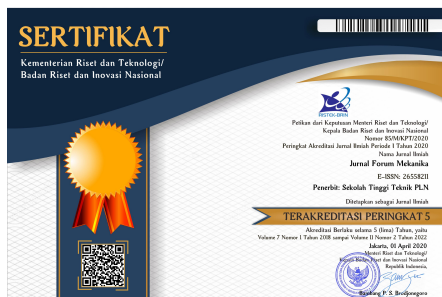 SERTIFIKAT
Kementerian Riset dan Teknologi/
Badan Riset dan Inovasi Nasional
RISTEK-BRIN
Petikan dari Keputusan Menteri Riset dan Teknologi/
Kepala Badan Riset dan Inovasi Nasional
Nomor 85/M/KPT/2020
Peringkat Akreditasi Jurnal Ilmiah Periode 1 Tahun 2020
Nama Jurnal Ilmiah
Jurnal Forum Mekanika
E-ISSN: 26558211
Penerbit: Sekolah Tinggi Teknik PLN
Ditetapkan sebagai Jurnal Ilmiah
TERAKREDITASI PERINGKAT 5
Akreditasi Berlaku selama 5 (lima) Tahun, yaitu
Volume 7 Nomor 1 Tahun 2018 sampai Volume 11 Nomor 2 Tahun 2022
Jakarta, 01 April 2020
Menteri Riset dan Teknologi/
Kepala Badan Riset dan Inovasi Nasional
Republik Indonesia,
Bambang P. S. Brodjonegoro